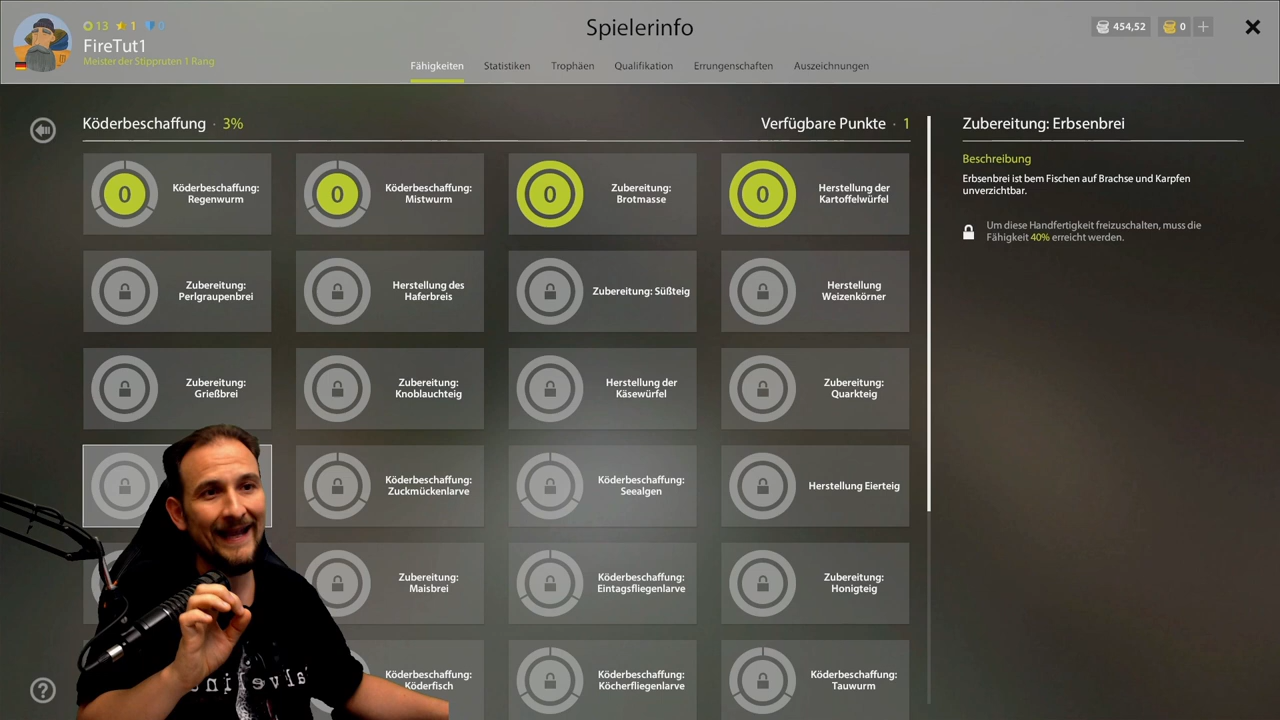 13 1 0
FireTut1
Meister der Stippruten 1 Rang
Spielerinfo
454,52
0
Fähigkeiten
Statistiken
Trophäen
Qualifikation
Errungenschaften
Auszeichnungen
Köderbeschaffung · 3%
Verfügbare Punkte · 1
0
Köderbeschaffung:
Regenwurm
0
Köderbeschaffung:
Mistwurm
0
Zubereitung:
Brotmasse
0
Herstellung der
Kartoffelwürfel
Zubereitung:
Perlgraupenbrei
Herstellung des
Haferbreis
Zubereitung: Süßteig
Herstellung
Weizenkörner
Zubereitung:
Grießbrei
Zubereitung:
Knoblauchteig
Herstellung der
Käsewürfel
Zubereitung:
Quarkteig
Köderbeschaffung:
Zuckmückenlarve
Köderbeschaffung:
Seealgen
Herstellung Eierteig
Zubereitung:
Maisbrei
Köderbeschaffung:
Eintagsfliegenlarve
Zubereitung:
Honigteig
Köderbeschaffung:
Köderfisch
Köderbeschaffung:
Köcherfliegenlarve
Köderbeschaffung:
Tauwurm
Zubereitung: Erbsenbrei
Beschreibung
Erbsenbrei ist bem Fischen auf Brachse und Karpfen
unverzichtbar.
Um diese Handfertigkeit freizuschalten, muss die
Fähigkeit 40% erreicht werden.
?